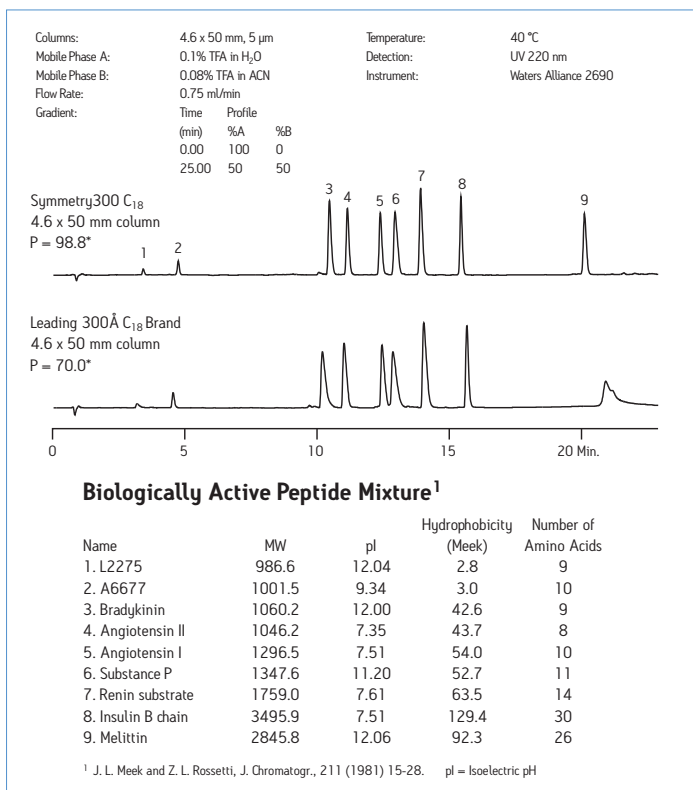 Columns: 4.6 x 50 mm, 5 µm Temperature: 40 °C
Mobile Phase A: 0.1% TFA in H₂O Detection: UV 220 nm
Mobile Phase B: 0.08% TFA in ACN Instrument: Waters Alliance 2690
Flow Rate: 0.75 ml/min
Gradient: Time Profile
(min) %A %B
0.00 100 0
25.00 50 50
Symmetry300 C₁₈
4.6 x 50 mm column
P = 98.8*
1 2 3 4 5 6 7 8 9
Leading 300Å C₁₈ Brand
4.6 x 50 mm column
P = 70.0*
0 5 10 15 20 Min.
Biologically Active Peptide Mixture¹
Hydrophobicity Number of
Name MW pI (Meek) Amino Acids
1. L2275 986.6 12.04 2.8 9
2. A6677 1001.5 9.34 3.0 10
3. Bradykinin 1060.2 12.00 42.6 9
4. Angiotensin II 1046.2 7.35 43.7 8
5. Angiotensin I 1296.5 7.51 54.0 10
6. Substance P 1347.6 11.20 52.7 11
7. Renin substrate 1759.0 7.61 63.5 14
8. Insulin B chain 3495.9 7.51 129.4 30
9. Melittin 2845.8 12.06 92.3 26
¹ J. L. Meek and Z. L. Rossetti, J. Chromatogr., 211 (1981) 15-28. pI = Isoelectric pH